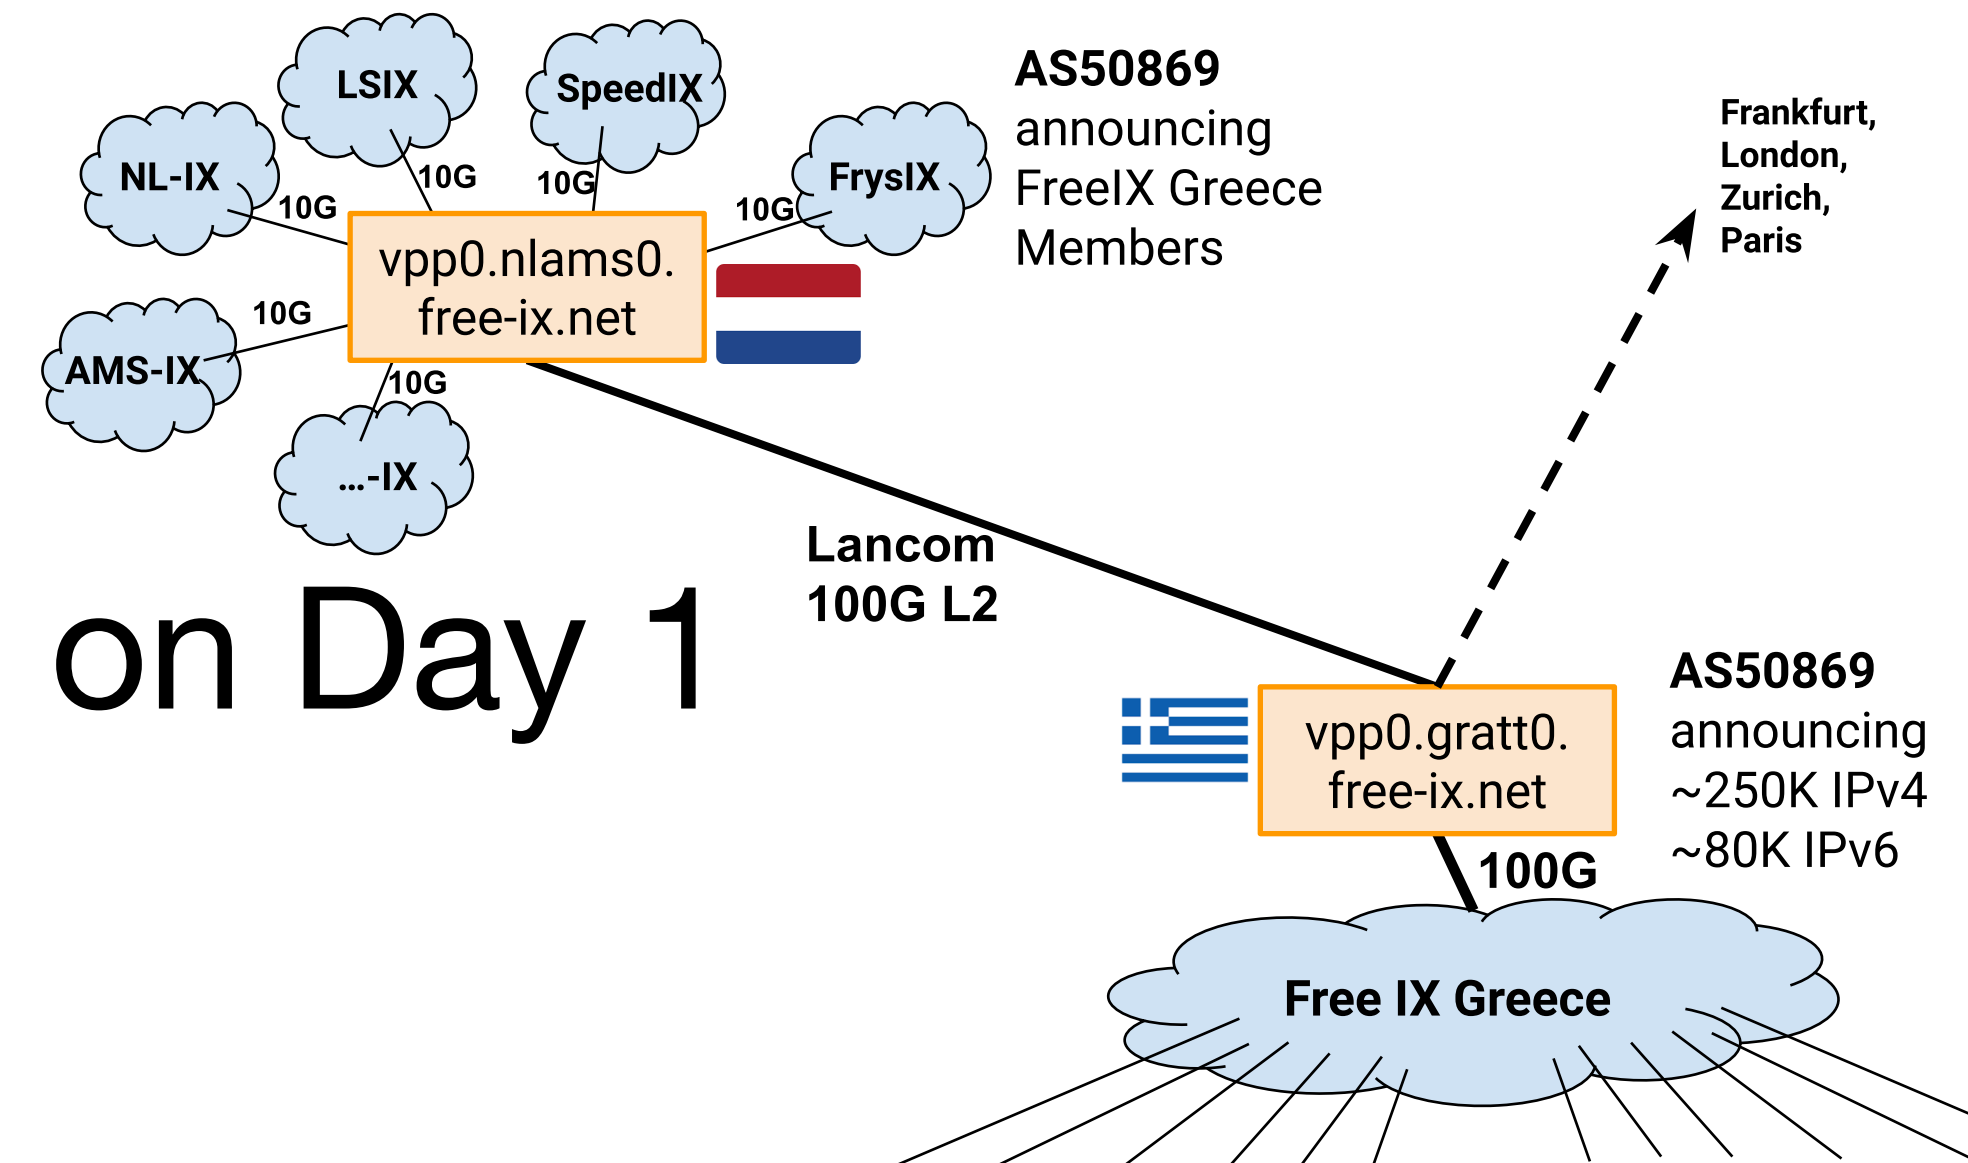 LSIX
SpeedIX
NL-IX
FrysIX
10G
10G
10G
10G
vpp0.nlams0.
free-ix.net
AMS-IX
10G
10G
...-IX
AS50869
announcing
FreeIX Greece
Members
Frankfurt,
London,
Zurich,
Paris
on Day 1
Lancom
100G L2
vpp0.gratt0.
free-ix.net
AS50869
announcing
~250K IPv4
~80K IPv6
100G
Free IX Greece